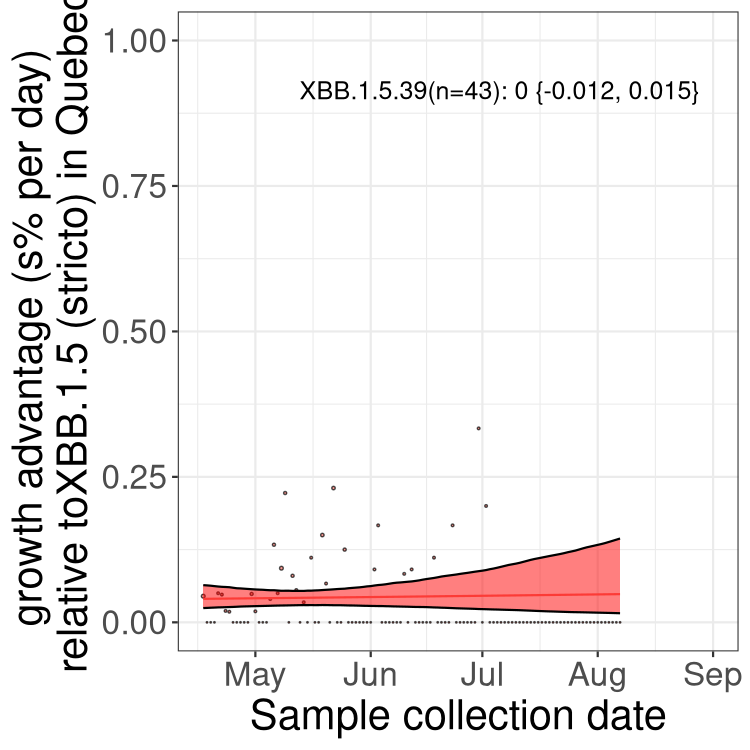 growth advantage (s% per day)
relative toXBB.1.5 (stricto) in Quebec
1.00
0.75
0.50
0.25
0.00
XBB.1.5.39(n=43): 0 {-0.012, 0.015}
May Jun Jul Aug Sep
Sample collection date